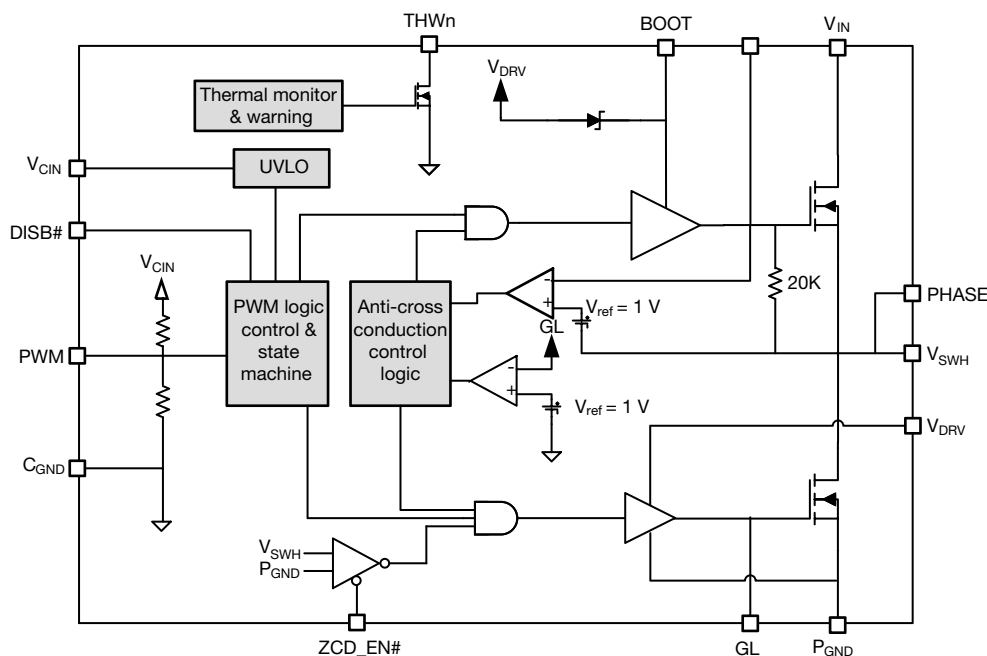 THWn
BOOT
VIN
VDRV
Thermal monitor
& warning
VCIN
UVLO
DISB#
VCIN
20K
PHASE
PWM logic
control &
state
machine
Anti-cross
conduction
control
logic
-
+
Vref = 1 V
GL
PWM
VSWH
-
+
Vref = 1 V
VDRV
CGND
VSWH
PGND
ZCD_EN#
GL
PGND